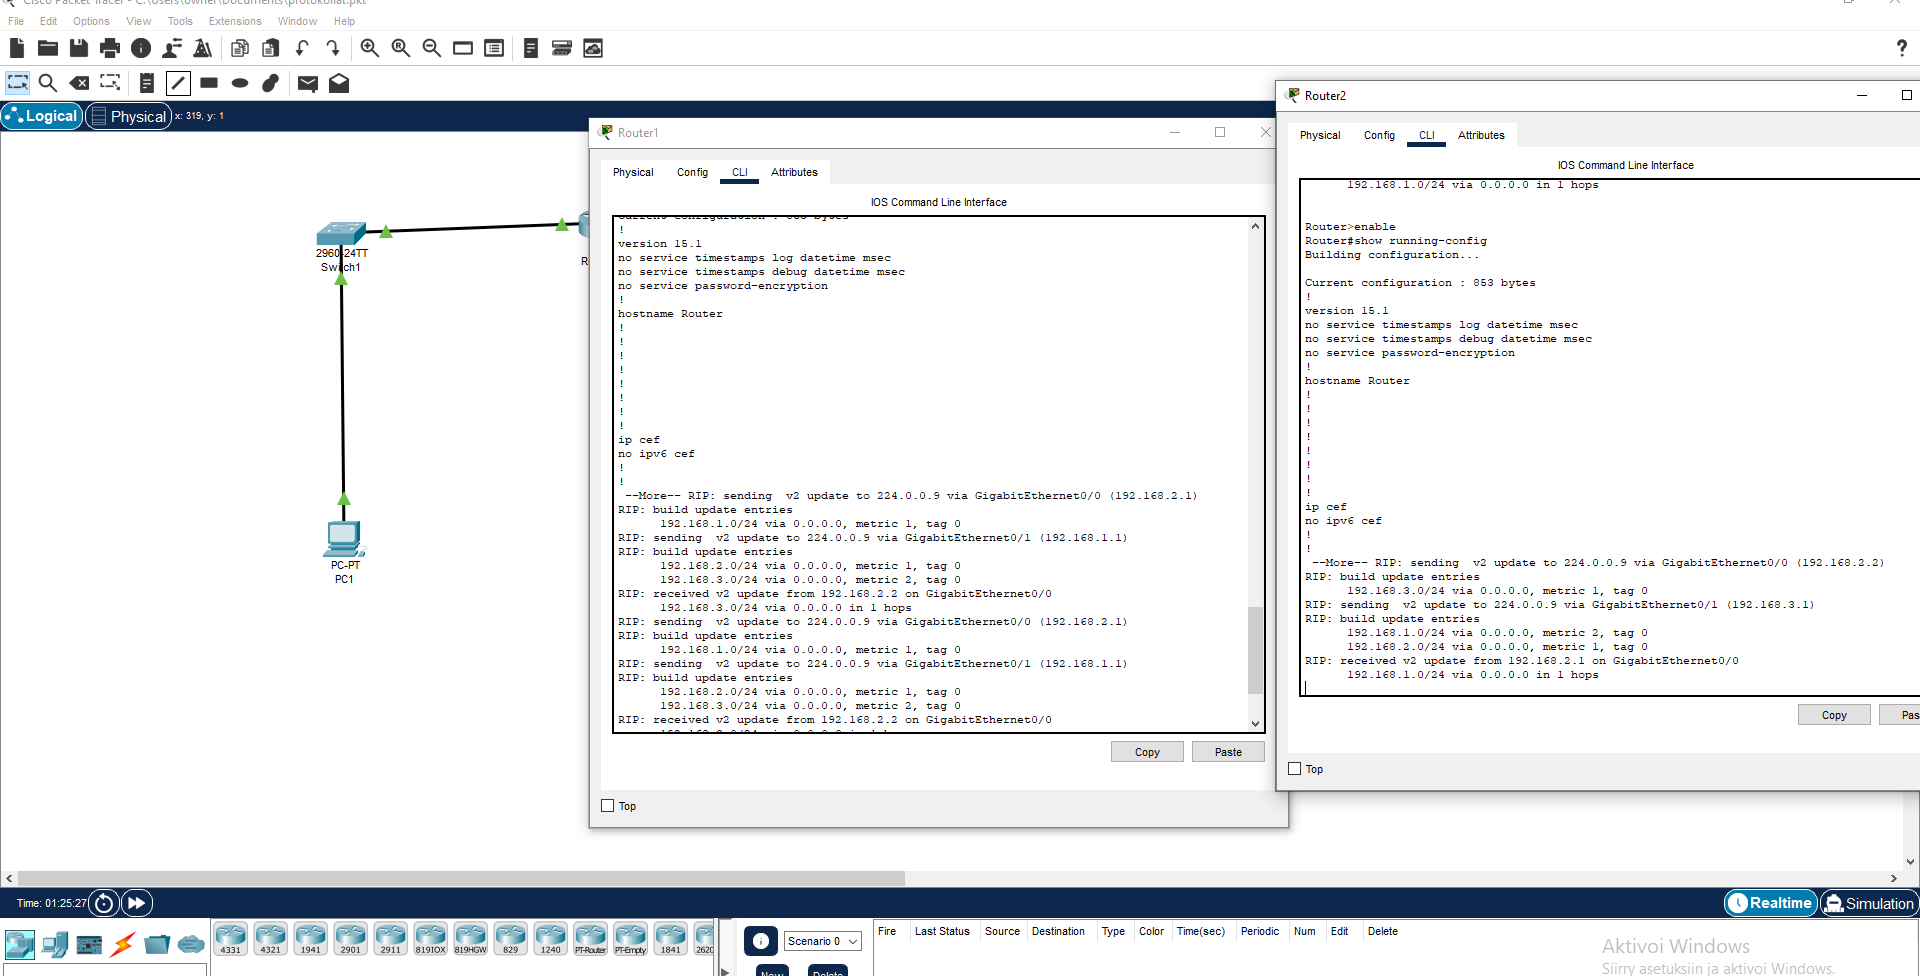 Cisco Packet Tracer - C:\Users\owner\Documents\protokollat.pkt
File Edit Options View Tools Extensions Window Help
Logical
Physical
x: 319, y: 1
2960-24TT
Switch1
PC-PT
PC1
Router1
Physical Config CLI Attributes
IOS Command Line Interface
!
version 15.1
no service timestamps log datetime msec
no service timestamps debug datetime msec
no service password-encryption
!
hostname Router
!
!
!
!
!
!
!
!
ip cef
no ipv6 cef
!
!
--More-- RIP: sending  v2 update to 224.0.0.9 via GigabitEthernet0/0 (192.168.2.1)
RIP: build update entries
192.168.1.0/24 via 0.0.0.0, metric 1, tag 0
RIP: sending  v2 update to 224.0.0.9 via GigabitEthernet0/1 (192.168.1.1)
RIP: build update entries
192.168.2.0/24 via 0.0.0.0, metric 1, tag 0
192.168.3.0/24 via 0.0.0.0, metric 2, tag 0
RIP: received v2 update from 192.168.2.2 on GigabitEthernet0/0
192.168.3.0/24 via 0.0.0.0 in 1 hops
RIP: sending  v2 update to 224.0.0.9 via GigabitEthernet0/0 (192.168.2.1)
RIP: build update entries
192.168.1.0/24 via 0.0.0.0, metric 1, tag 0
RIP: sending  v2 update to 224.0.0.9 via GigabitEthernet0/1 (192.168.1.1)
RIP: build update entries
192.168.2.0/24 via 0.0.0.0, metric 1, tag 0
192.168.3.0/24 via 0.0.0.0, metric 2, tag 0
RIP: received v2 update from 192.168.2.2 on GigabitEthernet0/0
Copy Paste
Top
Router2
Physical Config CLI Attributes
IOS Command Line Interface
192.168.1.0/24 via 0.0.0.0 in 1 hops
Router>enable
Router#show running-config
Building configuration...
Current configuration : 853 bytes
!
version 15.1
no service timestamps log datetime msec
no service timestamps debug datetime msec
no service password-encryption
!
hostname Router
!
!
!
!
!
!
!
!
ip cef
no ipv6 cef
!
!
--More-- RIP: sending  v2 update to 224.0.0.9 via GigabitEthernet0/0 (192.168.2.2)
RIP: build update entries
192.168.3.0/24 via 0.0.0.0, metric 1, tag 0
RIP: sending  v2 update to 224.0.0.9 via GigabitEthernet0/1 (192.168.3.1)
RIP: build update entries
192.168.1.0/24 via 0.0.0.0, metric 2, tag 0
192.168.2.0/24 via 0.0.0.0, metric 1, tag 0
RIP: received v2 update from 192.168.2.1 on GigabitEthernet0/0
192.168.1.0/24 via 0.0.0.0 in 1 hops
Copy Pas
Top
Time: 01:25:27
Realtime
Simulation
4331 4321 1941 2901 2911 819IOX 819HGW 829 1240 PT-Router PT-Empty 1841 2620
Scenario 0
New Delete
Fire Last Status Source Destination Type Color Time(sec) Periodic Num Edit Delete
Aktivoi Windows
Siirry asetuksiin ja aktivoi Windows.